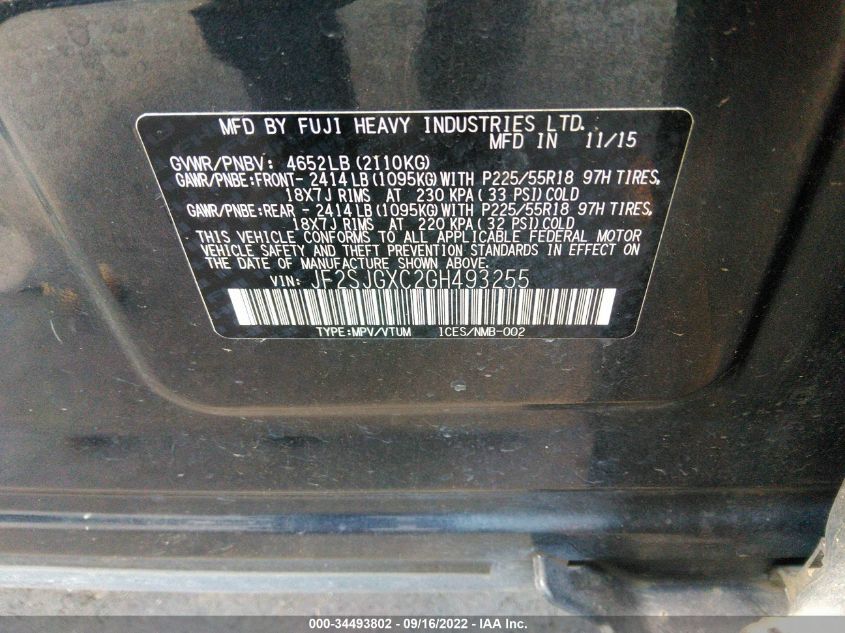 MFD BY FUJI HEAVY INDUSTRIES LTD.
MFD IN 11/15
GVWR/PNBV: 4652LB (2110KG)
GAWR/PNBE:FRONT- 2414LB (1095KG) WITH P225/55R18 97H TIRES,
18X7J RIMS AT 230 KPA (33 PSI) COLD
GAWR/PNBE:REAR - 2414LB (1095KG) WITH P225/55R18 97H TIRES,
18X7J RIMS AT 220 KPA (32 PSI) COLD
THIS VEHICLE CONFORMS TO ALL APPLICABLE FEDERAL MOTOR
VEHICLE SAFETY AND THEFT PREVENTION STANDARDS IN EFFECT ON
THE DATE OF MANUFACTURE SHOWN ABOVE.
VIN: JF2SJGXC2GH493255
TYPE:MPV/VTUM ICES/NMB-002
000-34493802 - 09/16/2022 - IAA Inc.